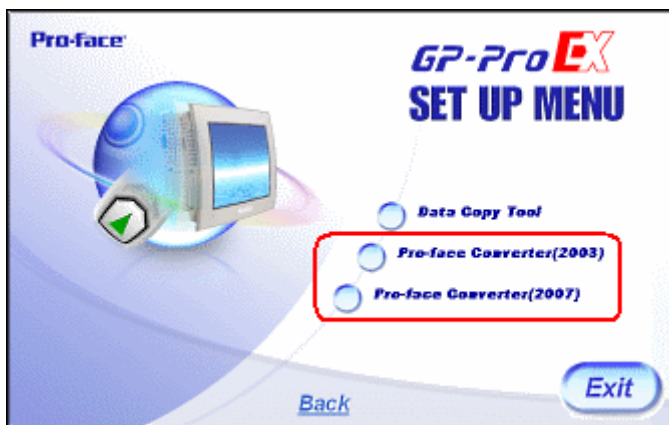 Pro-face
GP-Pro EX
SET UP MENU
Data Copy Tool
Pro-face Converter(2003)
Pro-face Converter(2007)
Back
Exit